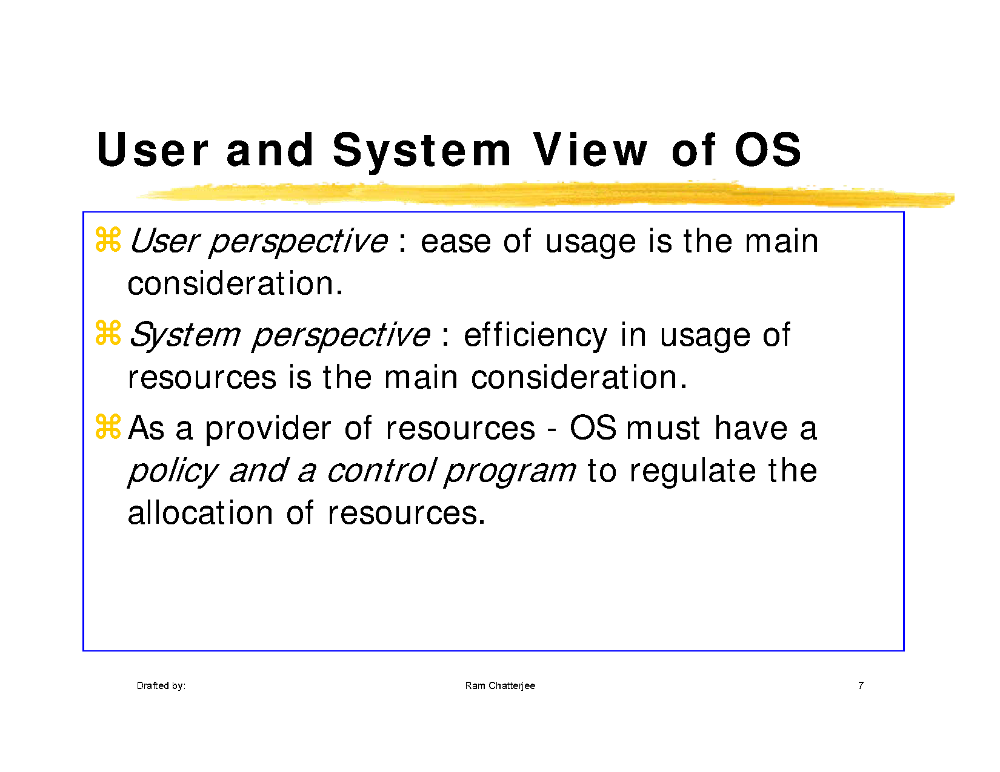 User and System View of OS
⌘User perspective : ease of usage is the main
consideration.
⌘System perspective : efficiency in usage of
resources is the main consideration.
⌘As a provider of resources - OS must have a
policy and a control program to regulate the
allocation of resources.
Drafted by: Ram Chatterjee 7